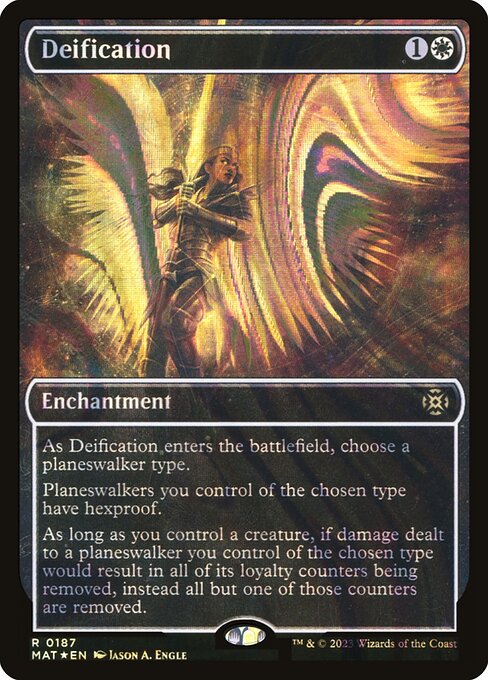 Deification 1
Enchantment
As Deification enters the battlefield, choose a
planeswalker type.
Planeswalkers you control of the chosen type
have hexproof.
As long as you control a creature, if damage dealt
to a planeswalker you control of the chosen type
would result in all of its loyalty counters being
removed, instead all but one of those counters
are removed.
R 0187
MAT★EN Jason A. Engle
™ & © 2023 Wizards of the Coast